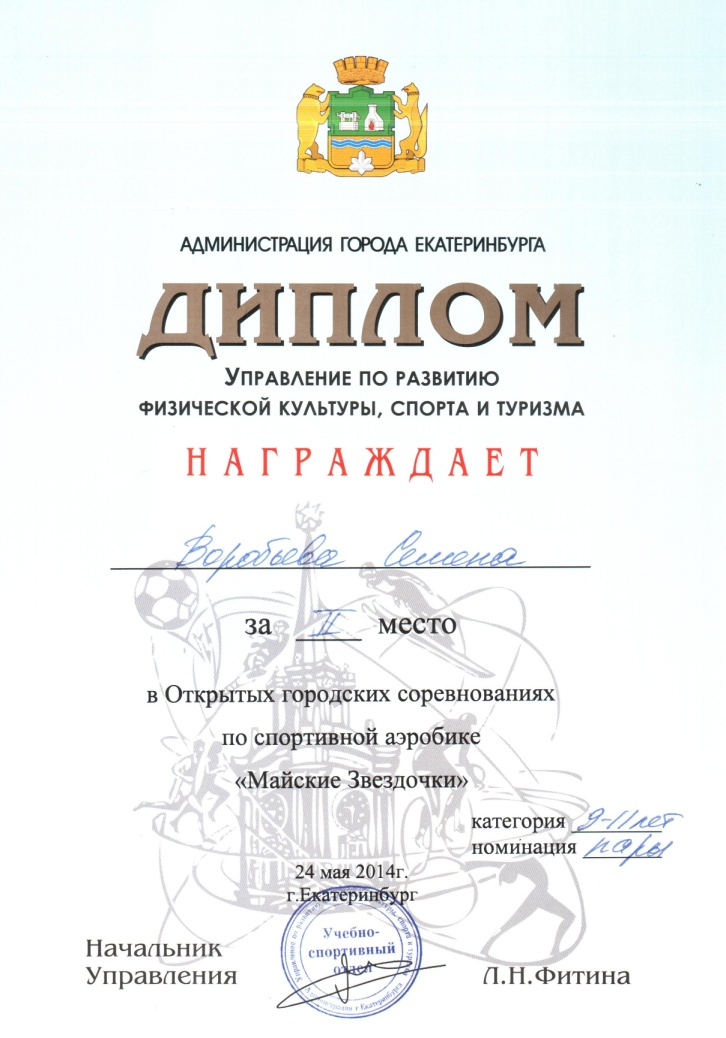 АДМИНИСТРАЦИЯ ГОРОДА ЕКАТЕРИНБУРГА
ДИПЛОМ
УПРАВЛЕНИЕ ПО РАЗВИТИЮ
ФИЗИЧЕСКОЙ КУЛЬТУРЫ, СПОРТА И ТУРИЗМА
НАГРАЖДАЕТ
Воробьева Семена
за II место
в Открытых городских соревнованиях
по спортивной аэробике
«Майские Звездочки»
категория 9-11 лет
номинация пары
24 мая 2014г.
г.Екатеринбург
Учебно-
спортивный
отдел
Начальник
Управления
Л.Н.Фитина